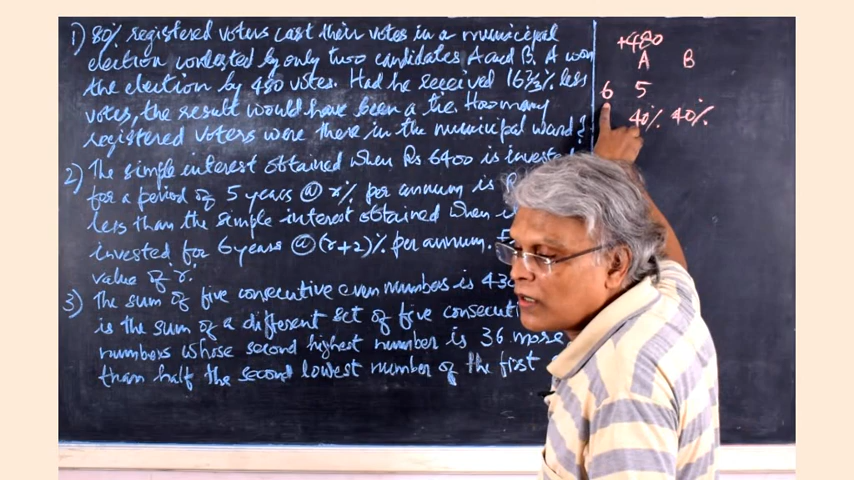 1) 80% registered voters cast their votes in a municipal
election contested by only two candidates A and B. A won
the election by 480 votes. Had he received 16 2/3% less
votes, the result would have been a tie. How many
registered voters were there in the municipal ward?
2) The simple interest obtained when Rs 6400 is
for a period of 5 years @ r% per annum is
less than the simple interest obtained when
invested for 6 years @ (r+2)% per annum.
value of r.
3) The sum of five consecutive even numbers is
is the sum of a different set of five
numbers whose second highest number is 36 more
than half the second lowest number of the first
+480
A B
6 5
40% 40%